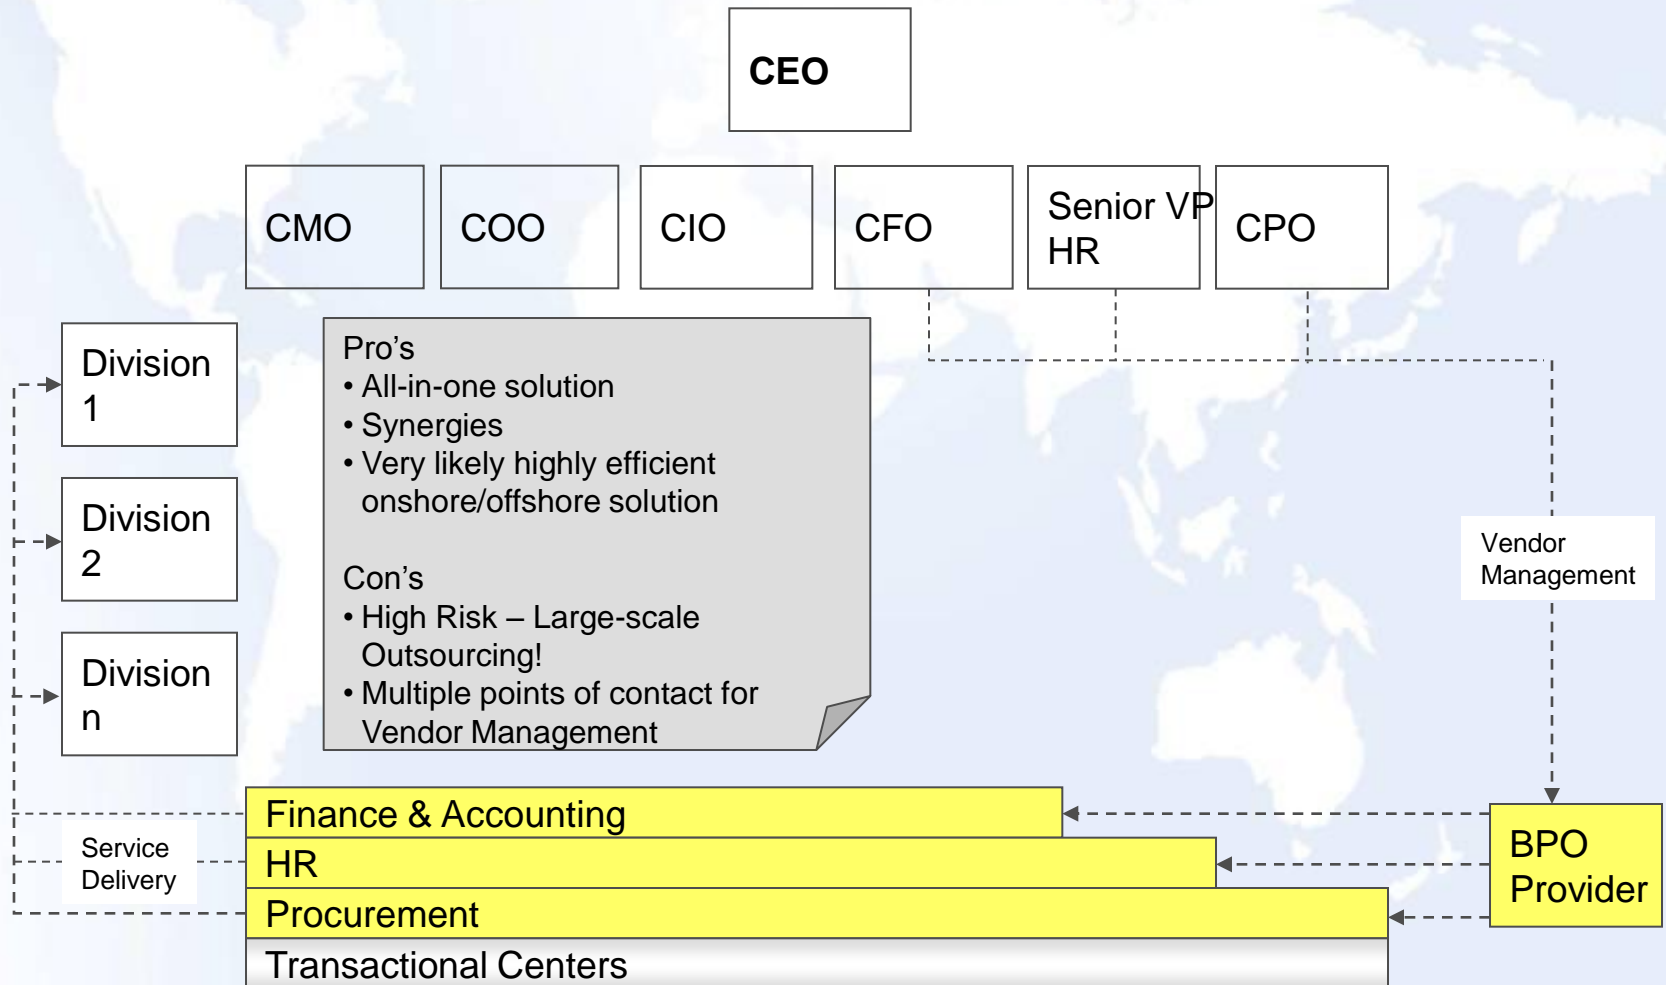 CEO
CMO
COO
CIO
CFO
Senior VP
HR
CPO
Division
1
Division
2
Division
n
Pro’s
• All-in-one solution
• Synergies
• Very likely highly efficient
onshore/offshore solution
Con’s
• High Risk – Large-scale
Outsourcing!
• Multiple points of contact for
Vendor Management
Vendor
Management
Service
Delivery
Finance & Accounting
HR
Procurement
Transactional Centers
BPO
Provider